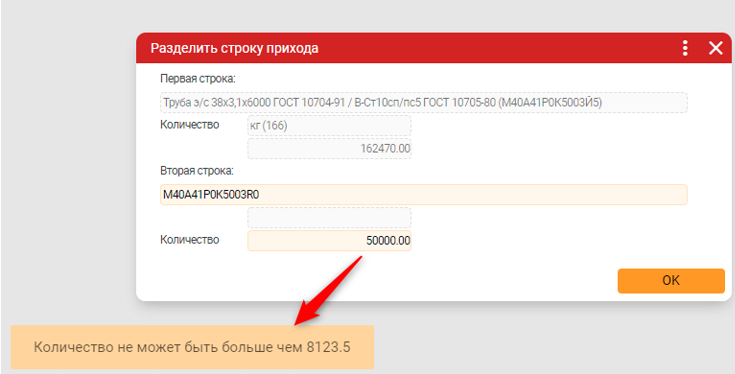 Разделить строку прихода
Первая строка:
Труба э/с 38х3,1х6000 ГОСТ 10704-91 / В-Ст10сп/пс5 ГОСТ 10705-80 (М40А41Р0К5003Й5)
Количество
кг (166)
162470.00
Вторая строка:
М40А41Р0К5003R0
Количество
50000.00
OK
Количество не может быть больше чем 8123.5